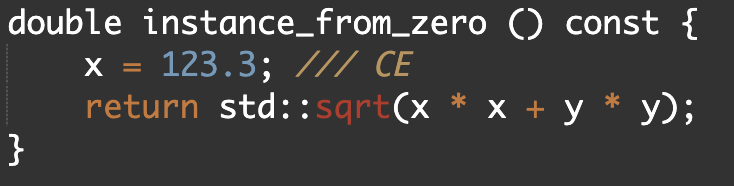 double instance_from_zero () const {
x = 123.3; /// CE
return std::sqrt(x * x + y * y);
}